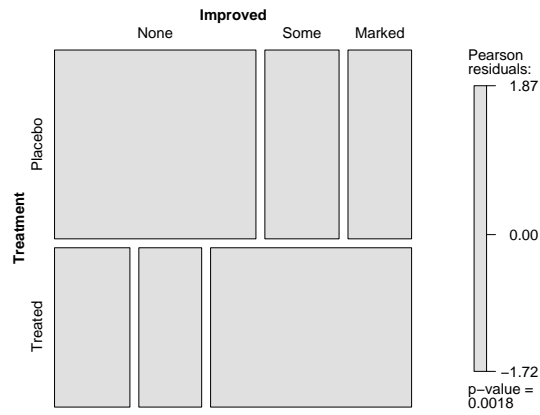 Improved
None Some Marked
Treatment
Placebo
Treated
Pearson
residuals:
1.87
0.00
−1.72
p−value =
0.0018